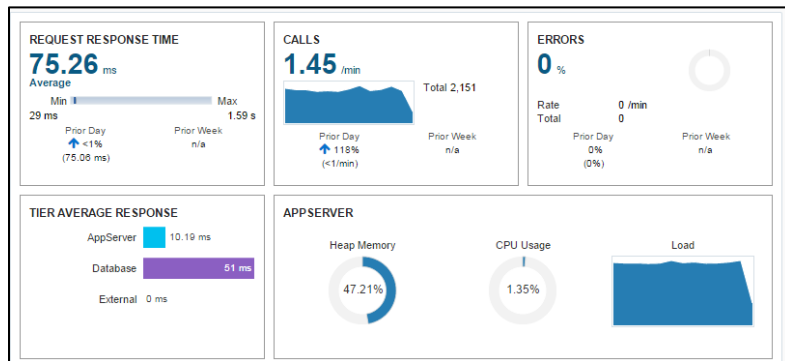 REQUEST RESPONSE TIME
75.26 ms
Average
Min Max
29 ms 1.59 s
Prior Day Prior Week
<1% n/a
(75.06 ms)
CALLS
1.45 /min
Total 2,151
Prior Day Prior Week
118% n/a
(<1/min)
ERRORS
0 %
Rate 0 /min
Total 0
Prior Day Prior Week
0% n/a
(0%)
TIER AVERAGE RESPONSE
AppServer 10.19 ms
Database 51 ms
External 0 ms
APPSERVER
Heap Memory CPU Usage Load
47.21% 1.35%